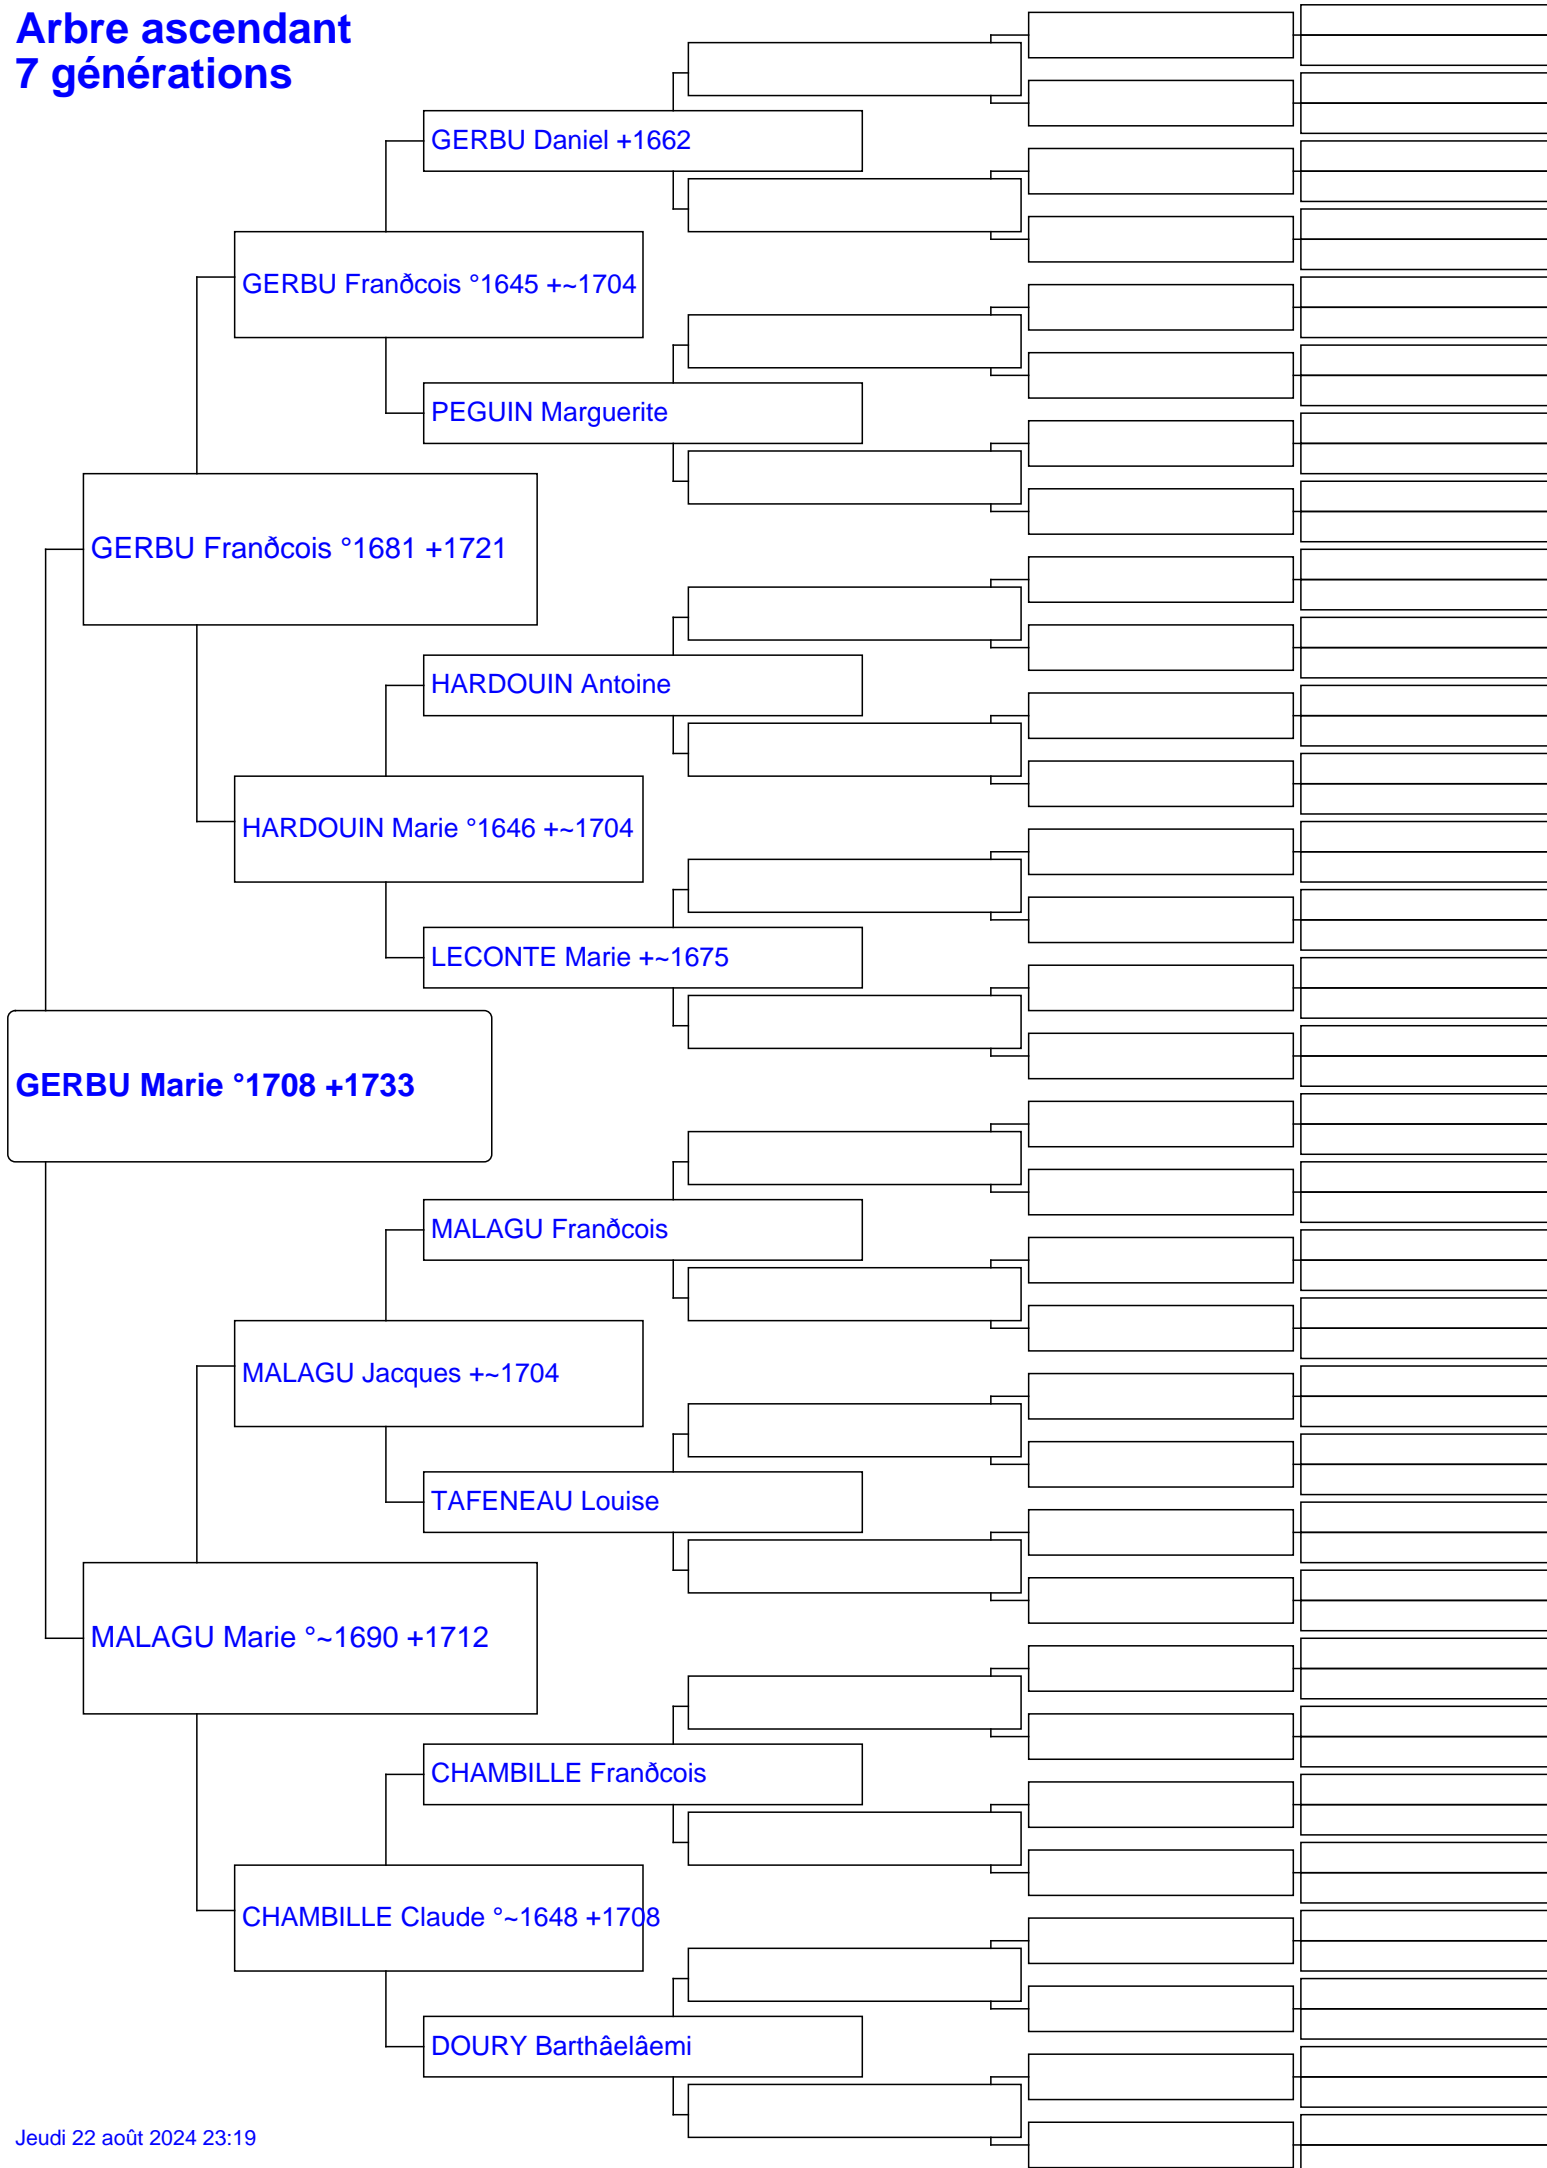 Arbre ascendant
7 générations
GERBU Daniel +1662
GERBU Franðcois °1645 +~1704
PEGUIN Marguerite
GERBU Franðcois °1681 +1721
HARDOUIN Antoine
HARDOUIN Marie °1646 +~1704
LECONTE Marie +~1675
GERBU Marie °1708 +1733
MALAGU Franðcois
MALAGU Jacques +~1704
TAFENEAU Louise
MALAGU Marie °~1690 +1712
CHAMBILLE Franðcois
CHAMBILLE Claude °~1648 +1708
DOURY Barthâelâemi
Jeudi 22 août 2024 23:19